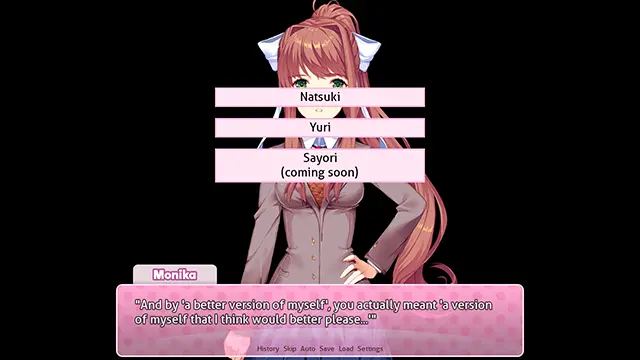 Natsuki
Yuri
Sayori
(coming soon)
Monika
"And by 'a better version of myself', you actually meant 'a version
of myself that I think would better please...'"
History Skip Auto Save Load Settings